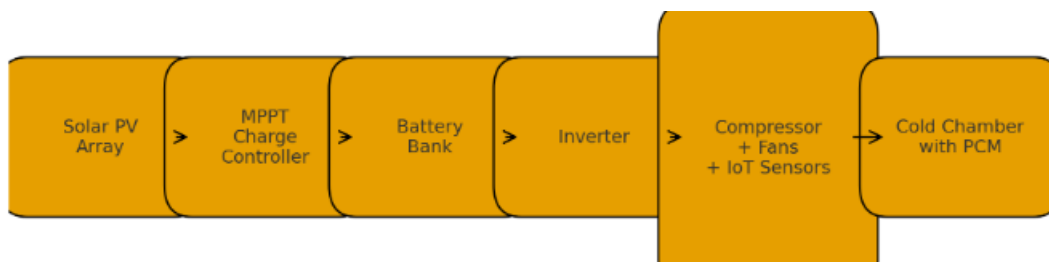 Solar PV
Array
MPPT
Charge
Controller
Battery
Bank
Inverter
Compressor
+ Fans
+ IoT Sensors
Cold Chamber
with PCM